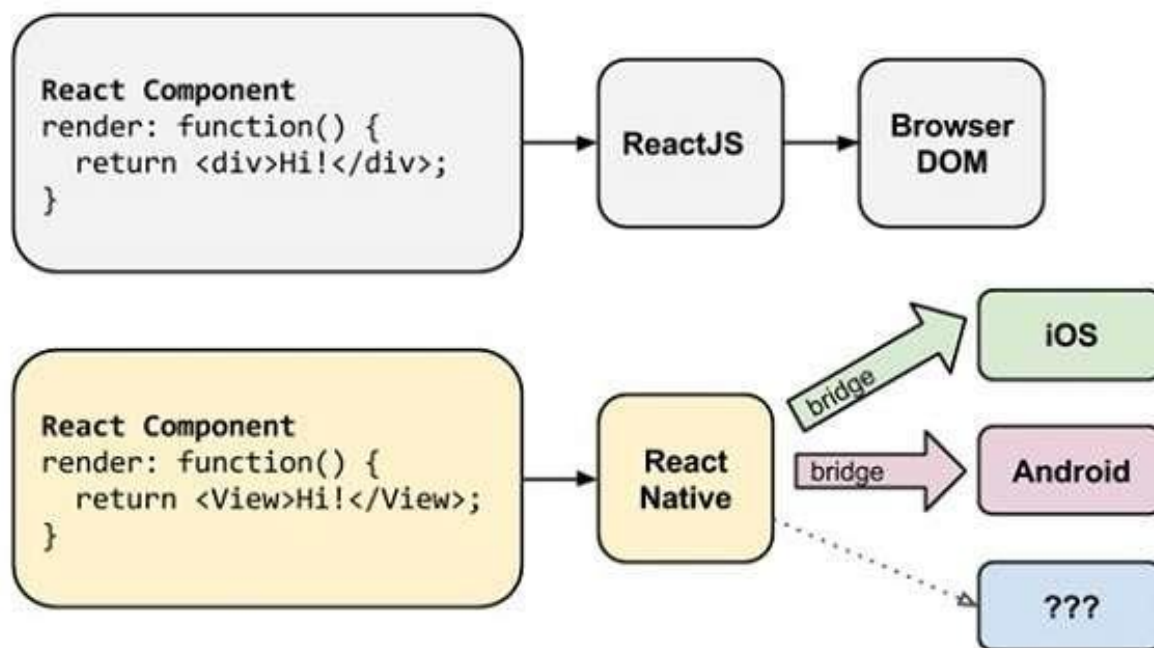 React Component
render: function() {
  return <div>Hi!</div>;
}
ReactJS
Browser
DOM
React Component
render: function() {
  return <View>Hi!</View>;
}
React
Native
bridge
iOS
bridge
Android
???